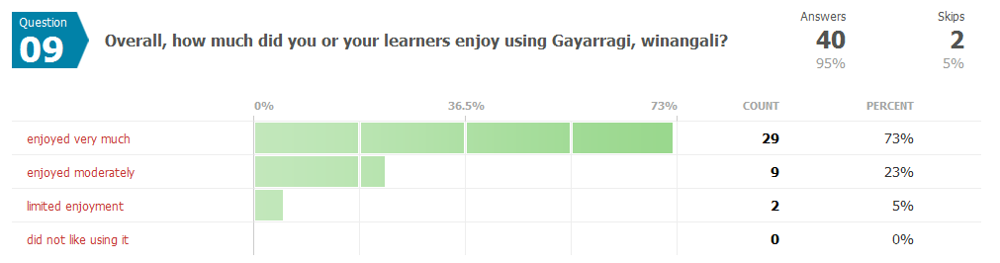 Question
09
Overall, how much did you or your learners enjoy using Gayarragi, winangali?
Answers
40
95%
Skips
2
5%
0% 36.5% 73% COUNT PERCENT
enjoyed very much 29 73%
enjoyed moderately 9 23%
limited enjoyment 2 5%
did not like using it 0 0%